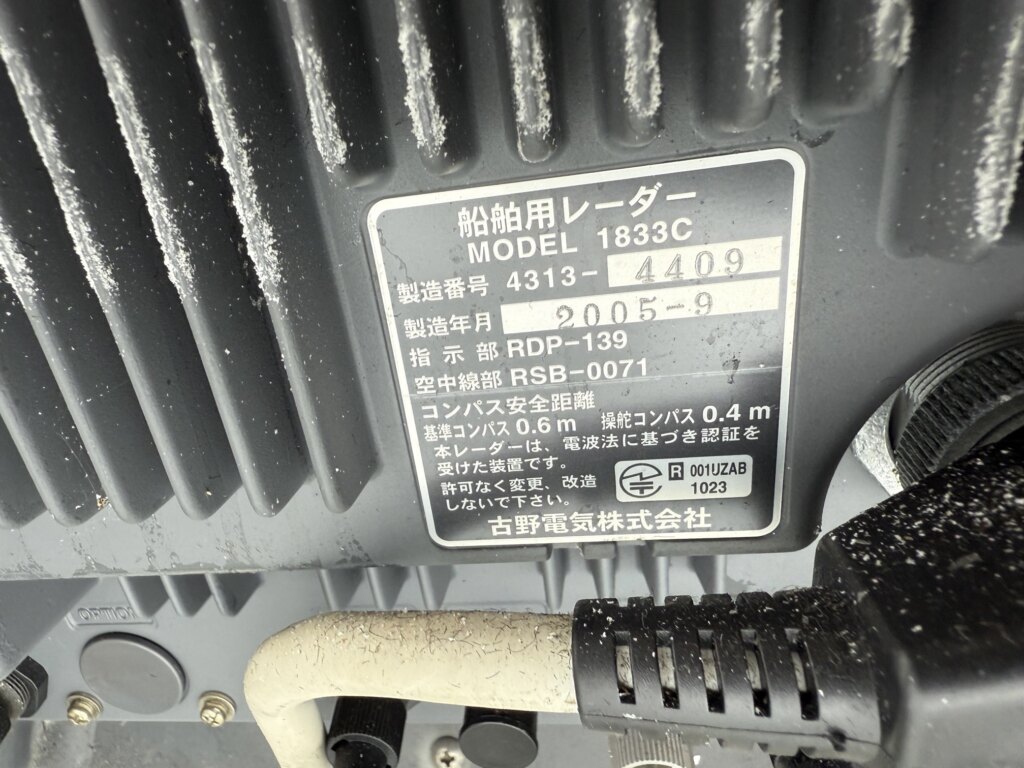 船舶用レーダー
MODEL 1833C
製造番号 4313- 4409
製造年月 2005-9
指示部 RDP-139
空中線部 RSB-0071
コンパス安全距離
基準コンパス 0.6 m 操舵コンパス 0.4 m
本レーダーは、電波法に基づき認証を
受けた装置です。
許可なく変更、改造
しないで下さい。
R 001UZAB
1023
古野電気株式会社
OPTION